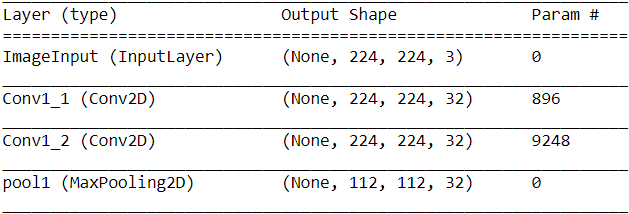 Layer (type) Output Shape Param #
=================================================================
ImageInput (InputLayer) (None, 224, 224, 3) 0
_________________________________________________________________
Conv1_1 (Conv2D) (None, 224, 224, 32) 896
_________________________________________________________________
Conv1_2 (Conv2D) (None, 224, 224, 32) 9248
_________________________________________________________________
pool1 (MaxPooling2D) (None, 112, 112, 32) 0
_________________________________________________________________